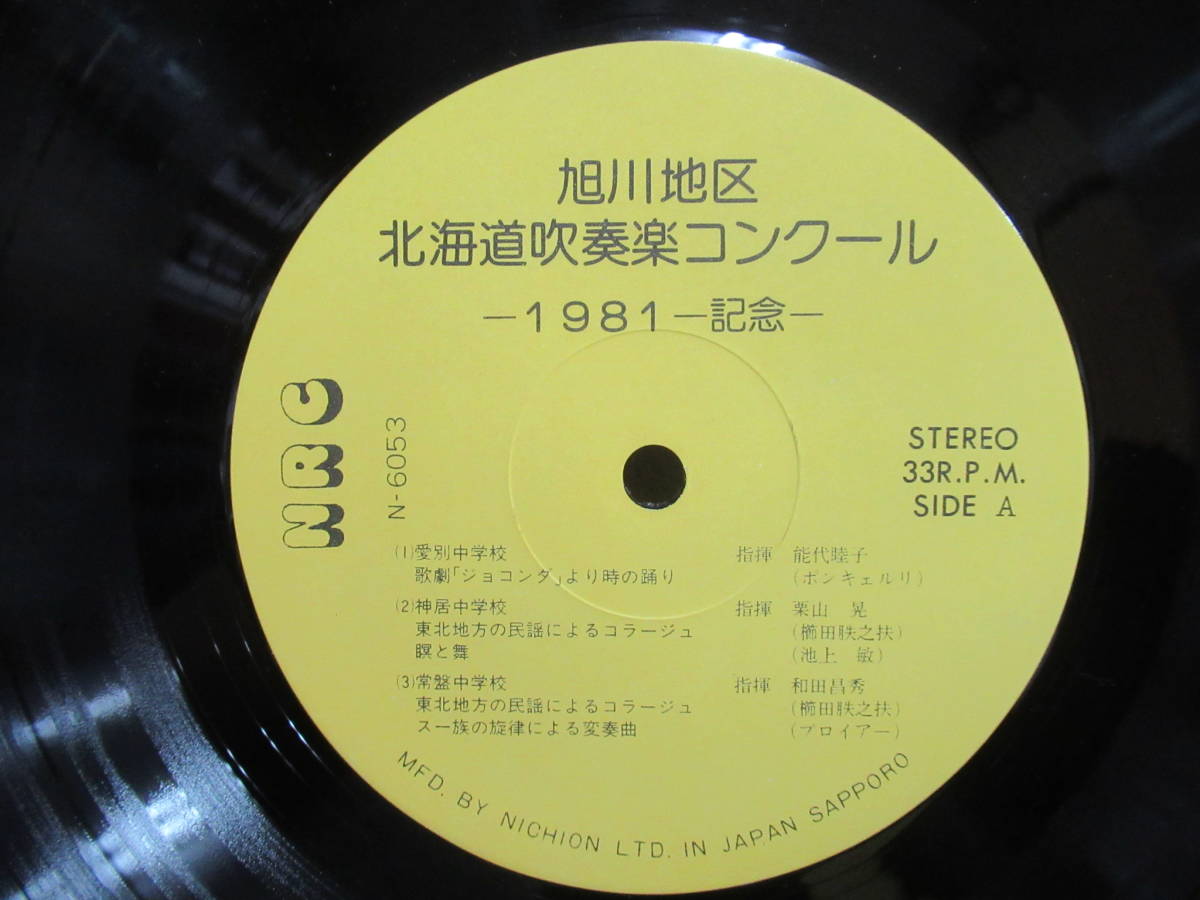 旭川地区
北海道吹奏楽コンクール
—1981—記念—
NRC
N-6053
STEREO
33R.P.M.
SIDE A
(1)愛別中学校 指揮 能代睦子
歌劇「ジョコンダ」より時の踊り (ポンキェルリ)
(2)神居中学校 指揮 栗山 晃
東北地方の民謡によるコラージュ (櫛田胅之扶)
瞑と舞 (池上 敏)
(3)常盤中学校 指揮 和田昌秀
東北地方の民謡によるコラージュ (櫛田胅之扶)
スー族の旋律による変奏曲 (プロイアー)
MFD. BY NICHION LTD. IN JAPAN SAPPORO